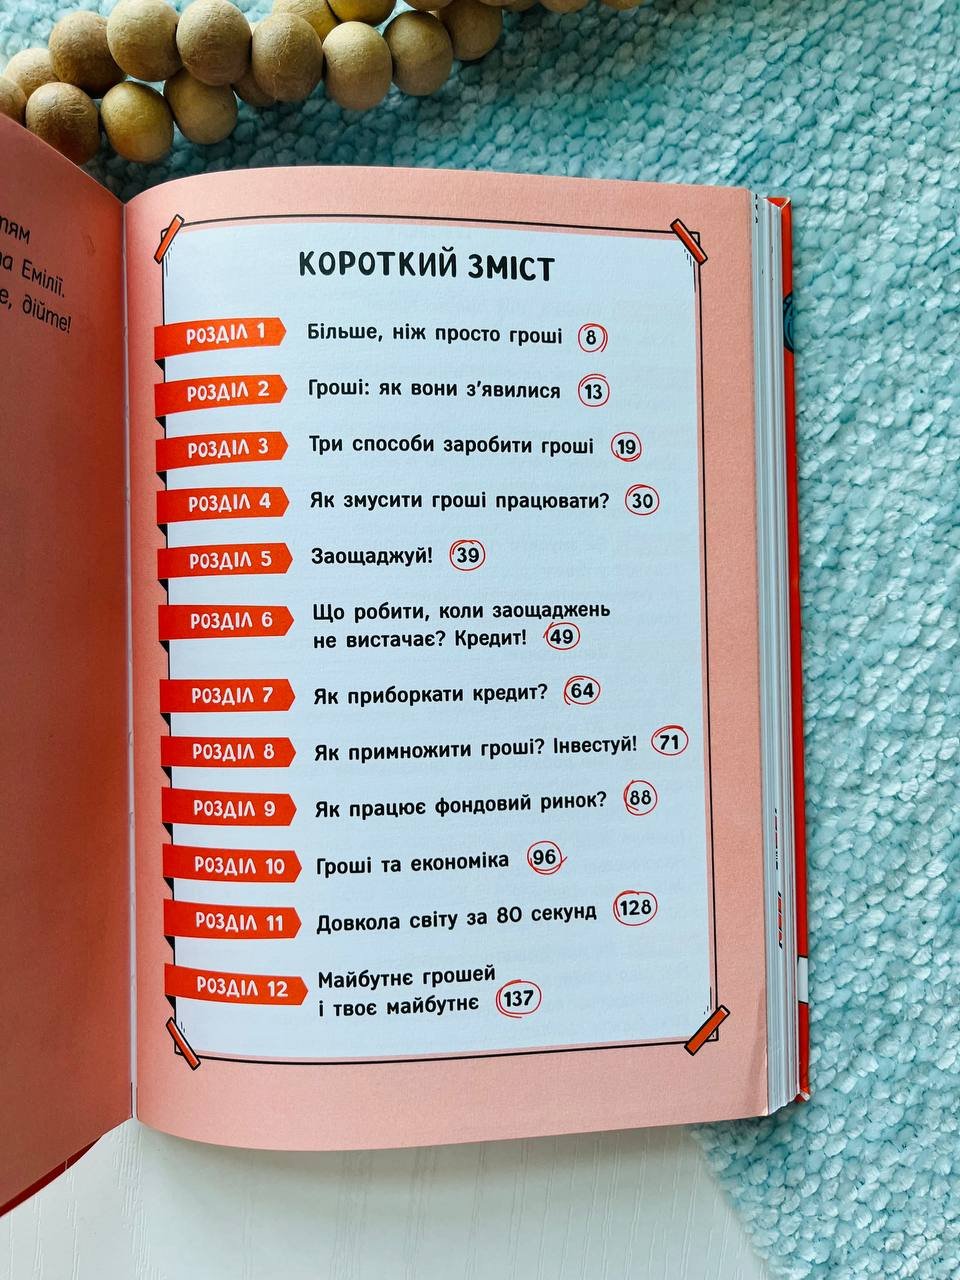 та Емілії.
дійте!
КОРОТКИЙ ЗМІСТ
РОЗДІЛ 1 Більше, ніж просто гроші 8
РОЗДІЛ 2 Гроші: як вони з’явилися 13
РОЗДІЛ 3 Три способи заробити гроші 19
РОЗДІЛ 4 Як змусити гроші працювати? 30
РОЗДІЛ 5 Заощаджуй! 39
РОЗДІЛ 6 Що робити, коли заощаджень
не вистачає? Кредит! 49
РОЗДІЛ 7 Як приборкати кредит? 64
РОЗДІЛ 8 Як примножити гроші? Інвестуй! 71
РОЗДІЛ 9 Як працює фондовий ринок? 88
РОЗДІЛ 10 Гроші та економіка 96
РОЗДІЛ 11 Довкола світу за 80 секунд 128
РОЗДІЛ 12 Майбутнє грошей
і твоє майбутнє 137